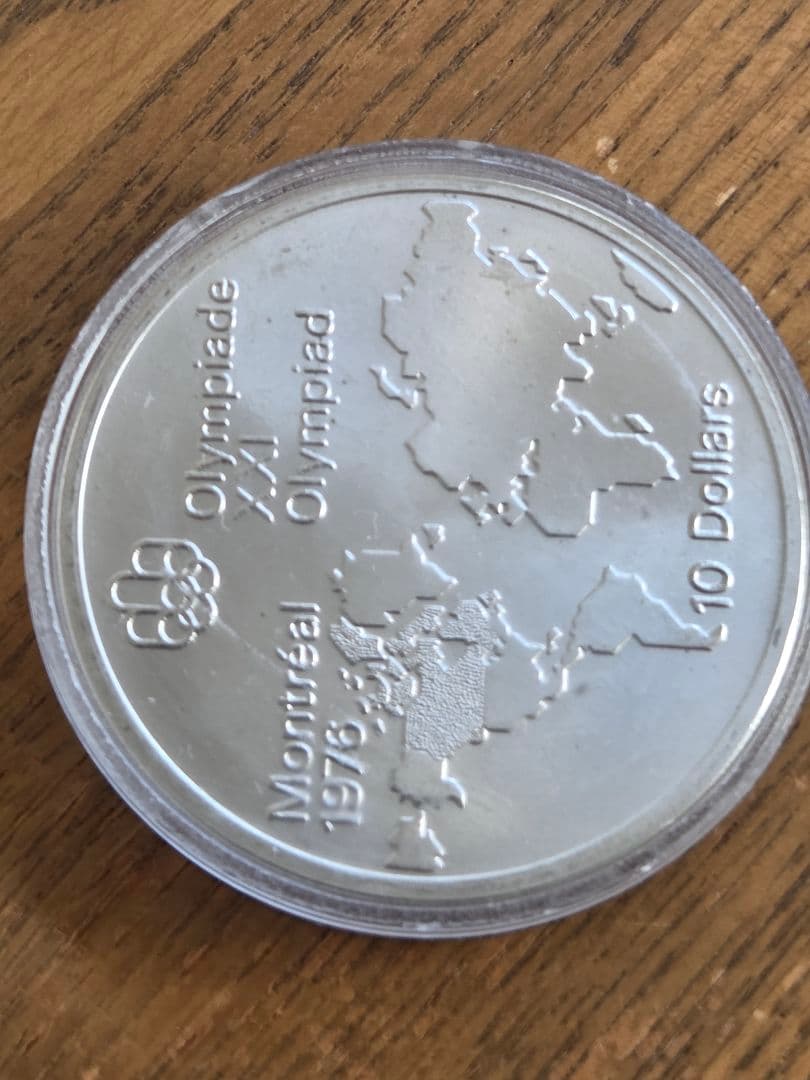 Olympiade
XXI
Olympiad
Montréal
1976
10 Dollars